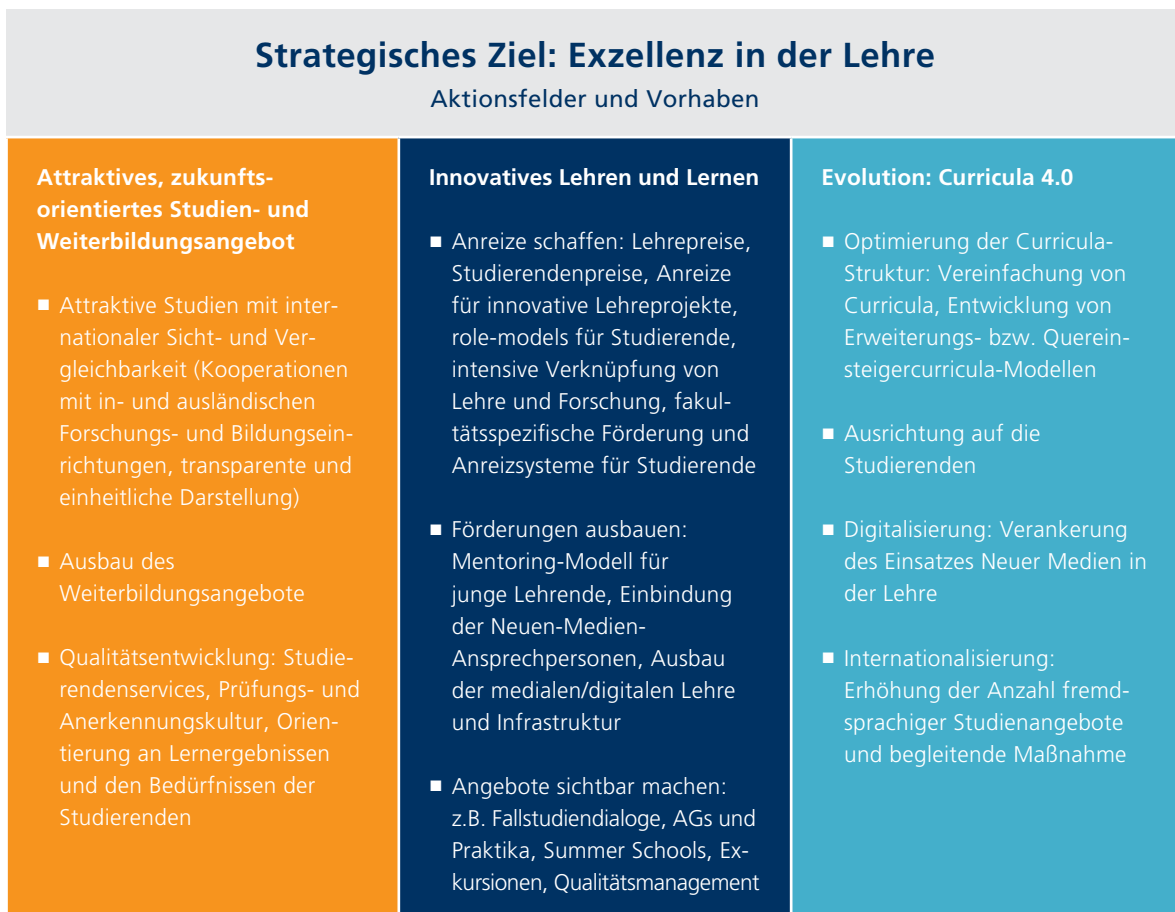 Strategisches Ziel: Exzellenz in der Lehre
Aktionsfelder und Vorhaben
Attraktives, zukunfts-
orientiertes Studien- und
Weiterbildungsangebot
■ Attraktive Studien mit inter-
nationaler Sicht- und Ver-
gleichbarkeit (Kooperationen
mit in- und ausländischen
Forschungs- und Bildungsein-
richtungen, transparente und
einheitliche Darstellung)
■ Ausbau des
Weiterbildungsangebote
■ Qualitätsentwicklung: Studie-
rendenservices, Prüfungs- und
Anerkennungskultur, Orien-
tierung an Lernergebnissen
und den Bedürfnissen der
Studierenden
Innovatives Lehren und Lernen
■ Anreize schaffen: Lehrepreise,
Studierendenpreise, Anreize
für innovative Lehreprojekte,
role-models für Studierende,
intensive Verknüpfung von
Lehre und Forschung, fakul-
tätsspezifische Förderung und
Anreizsysteme für Studierende
■ Förderungen ausbauen:
Mentoring-Modell für
junge Lehrende, Einbindung
der Neuen-Medien-
Ansprechpersonen, Ausbau
der medialen/digitalen Lehre
und Infrastruktur
■ Angebote sichtbar machen:
z.B. Fallstudiendialoge, AGs und
Praktika, Summer Schools, Ex-
kursionen, Qualitätsmanagement
Evolution: Curricula 4.0
■ Optimierung der Curricula-
Struktur: Vereinfachung von
Curricula, Entwicklung von
Erweiterungs- bzw. Querein-
steigercurricula-Modellen
■ Ausrichtung auf die
Studierenden
■ Digitalisierung: Verankerung
des Einsatzes Neuer Medien in
der Lehre
■ Internationalisierung:
Erhöhung der Anzahl fremd-
sprachiger Studienangebote
und begleitende Maßnahme